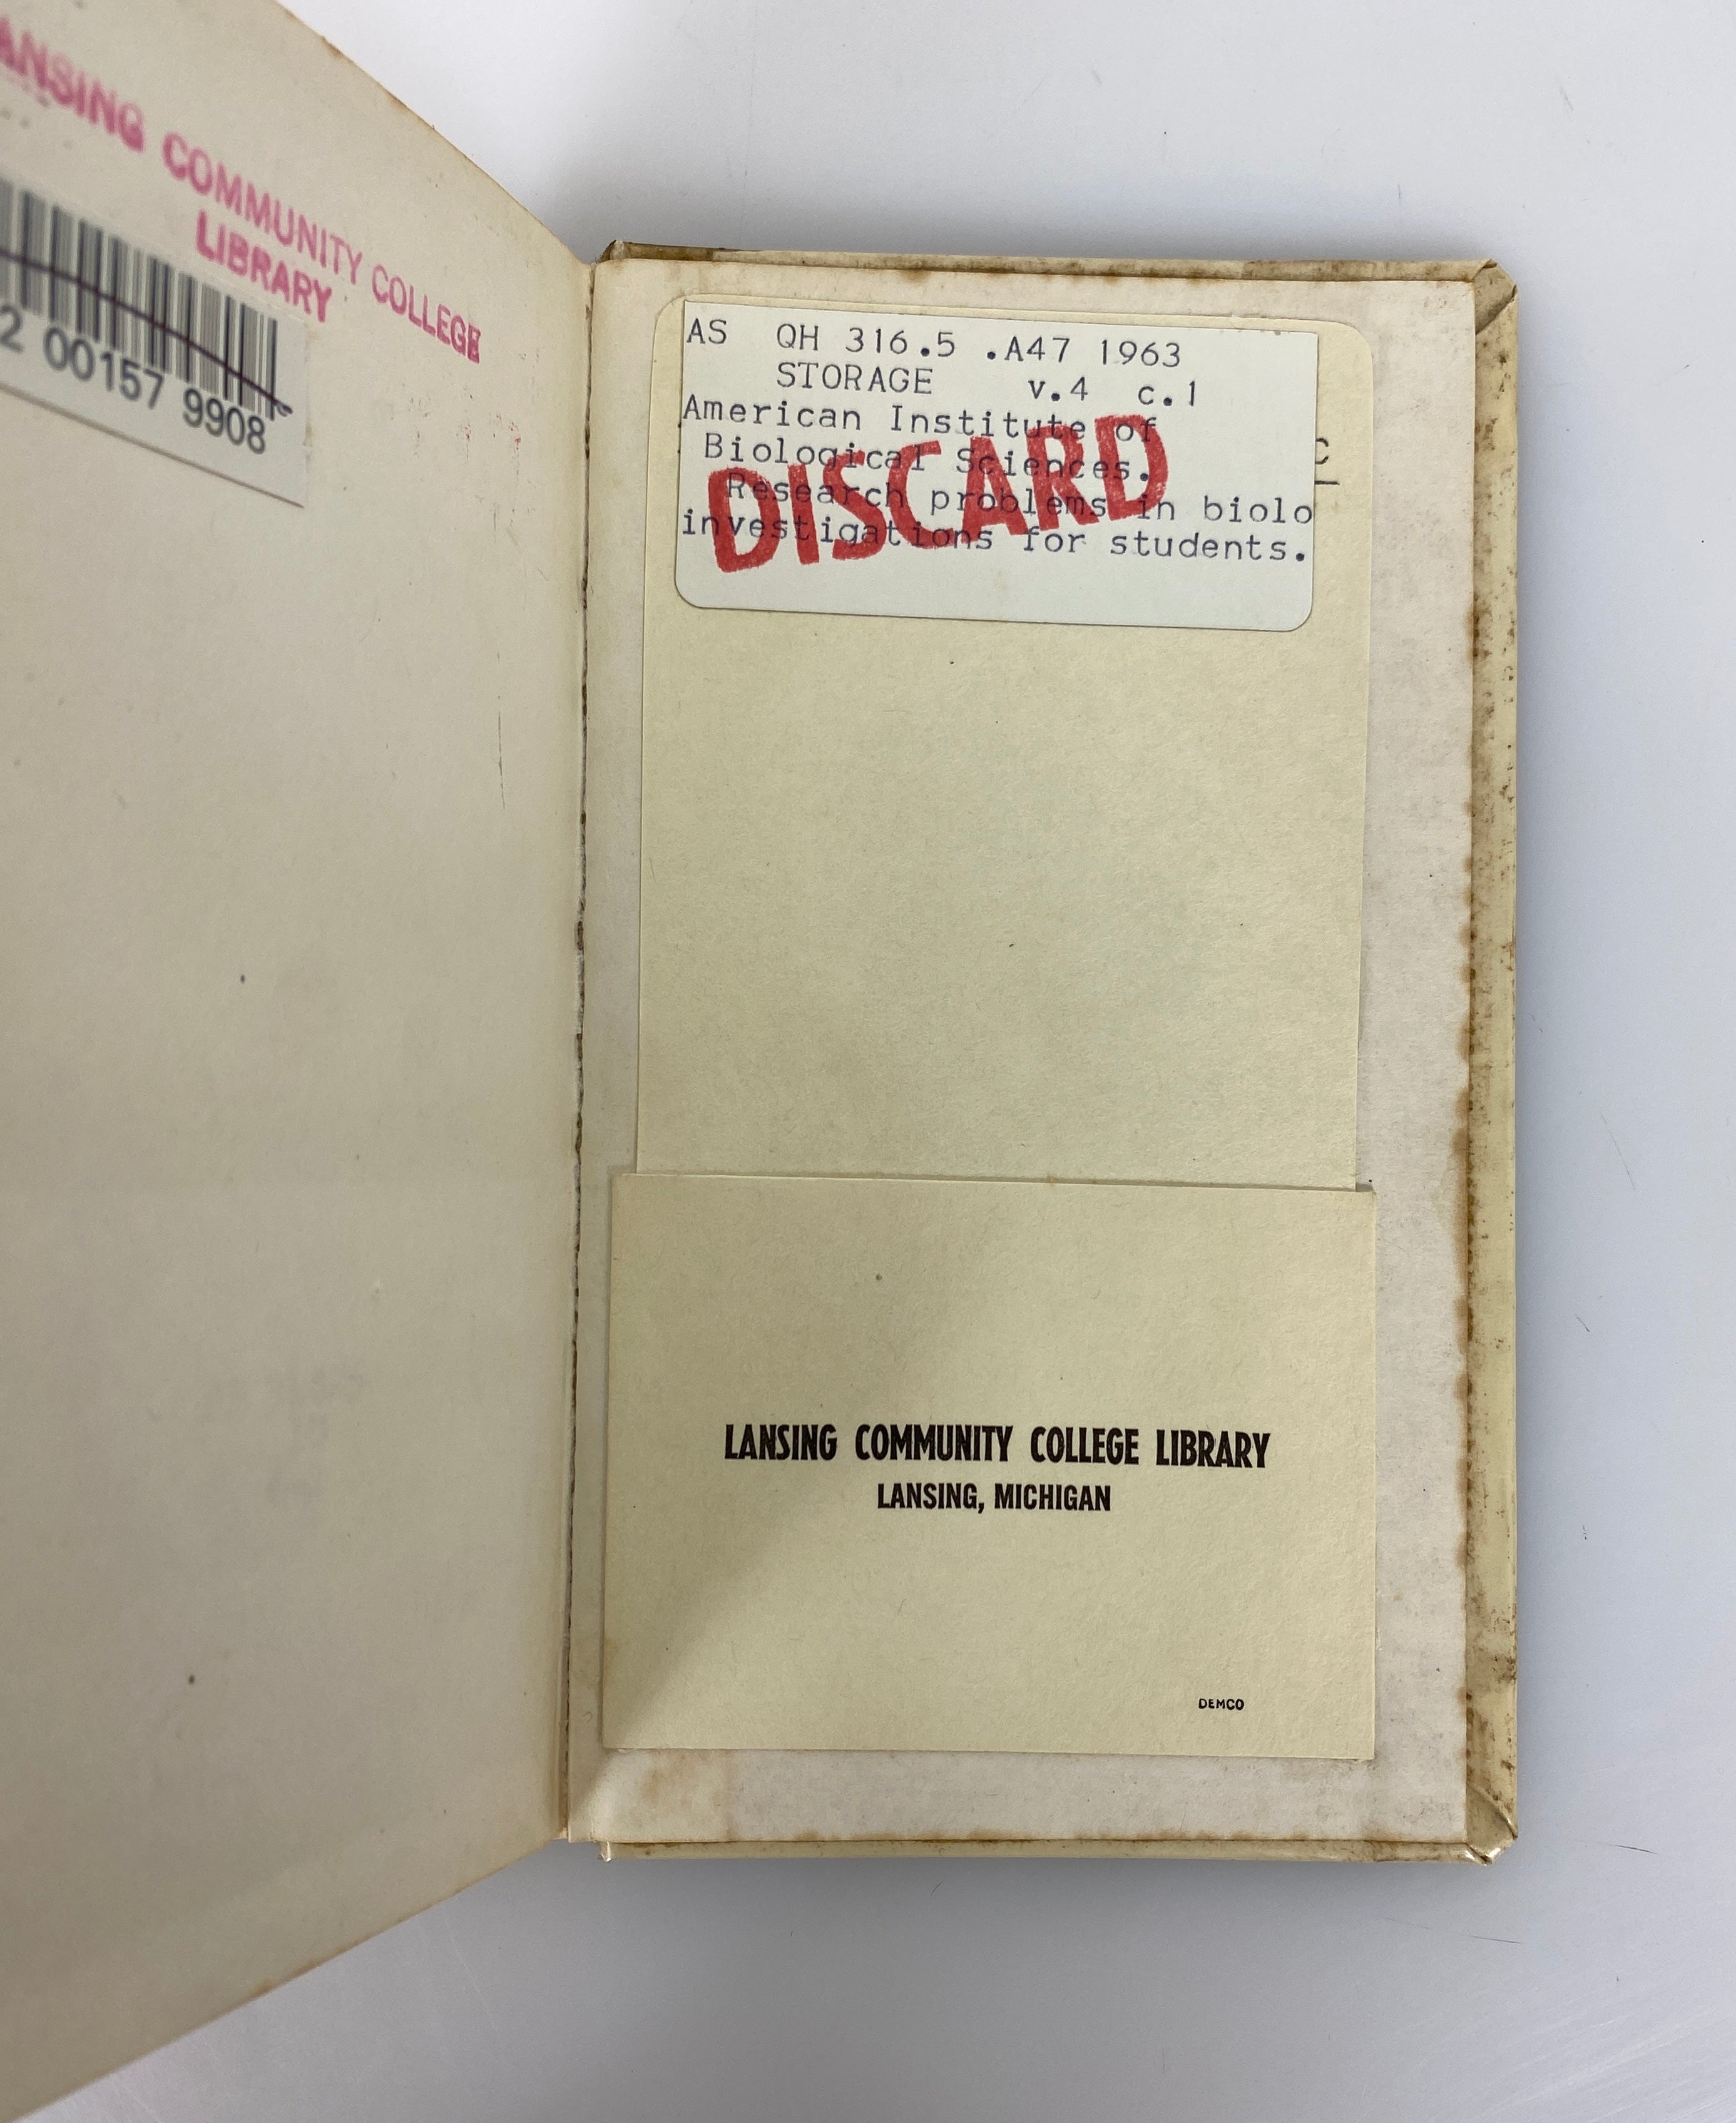 ANSING COMMUNITY COLLEGE
LIBRARY
2 00157 9908
AS QH 316.5 .A47 1963
STORAGE v.4 c.1
American Institute of
Biological Sciences.
Research problems in biolo
investigations for students.
DISCARD
C
LANSING COMMUNITY COLLEGE LIBRARY
LANSING, MICHIGAN
DEMCO